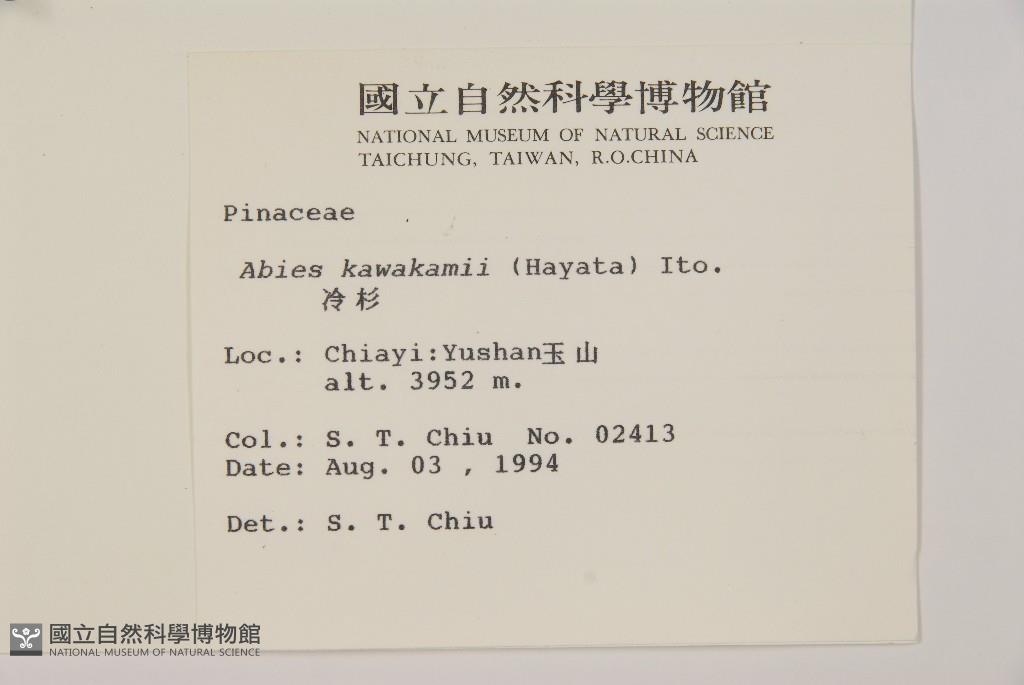 國立自然科學博物館
NATIONAL MUSEUM OF NATURAL SCIENCE
TAICHUNG, TAIWAN, R.O.CHINA
Pinaceae
Abies kawakamii (Hayata) Ito.
冷杉
Loc.: Chiayi:Yushan玉山
alt. 3952 m.
Col.: S. T. Chiu No. 02413
Date: Aug. 03 , 1994
Det.: S. T. Chiu
國立自然科學博物館
NATIONAL MUSEUM OF NATURAL SCIENCE